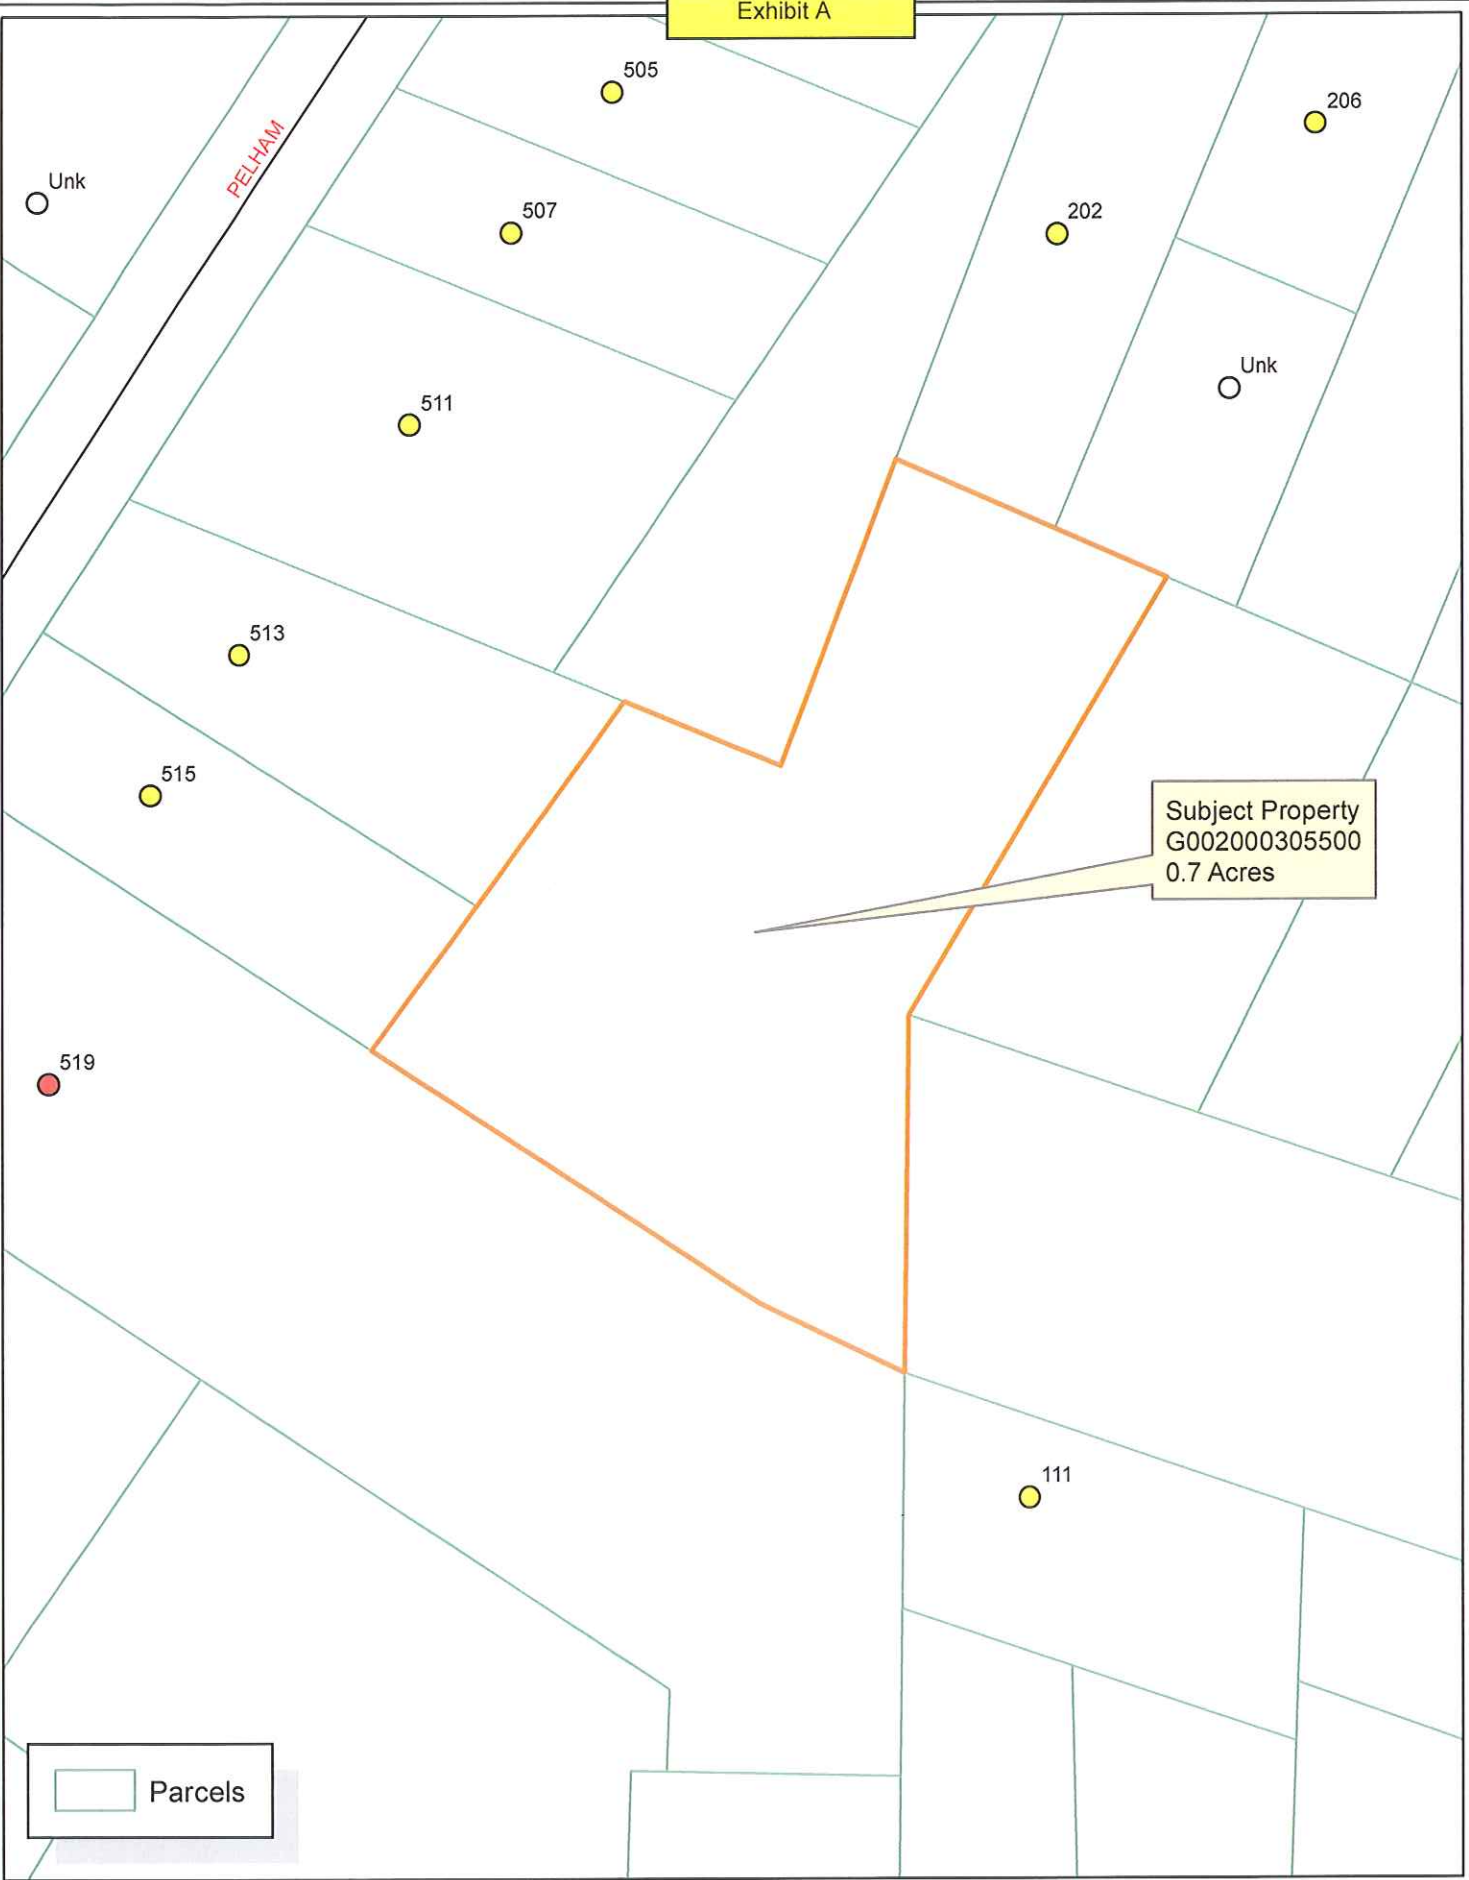 Exhibit A
505
206
PELHAM
Unk
507
202
Unk
511
513
515
Subject Property
G002000305500
0.7 Acres
519
111
Parcels